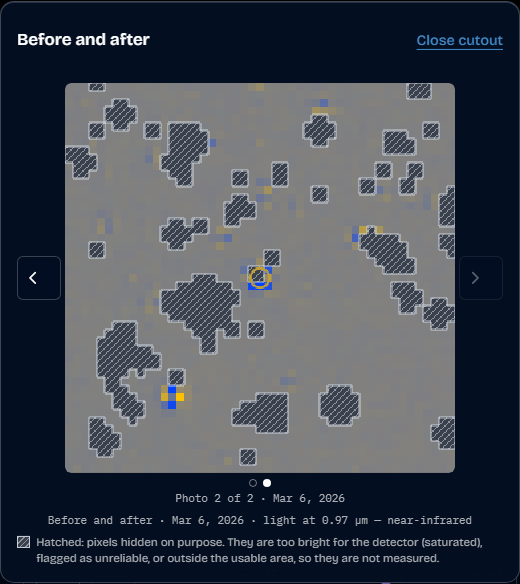 Before and after
Close cutout
Photo 2 of 2 · Mar 6, 2026
Before and after · Mar 6, 2026 · light at 0.97 µm — near-infrared
Hatched: pixels hidden on purpose. They are too bright for the detector (saturated),
flagged as unreliable, or outside the usable area, so they are not measured.